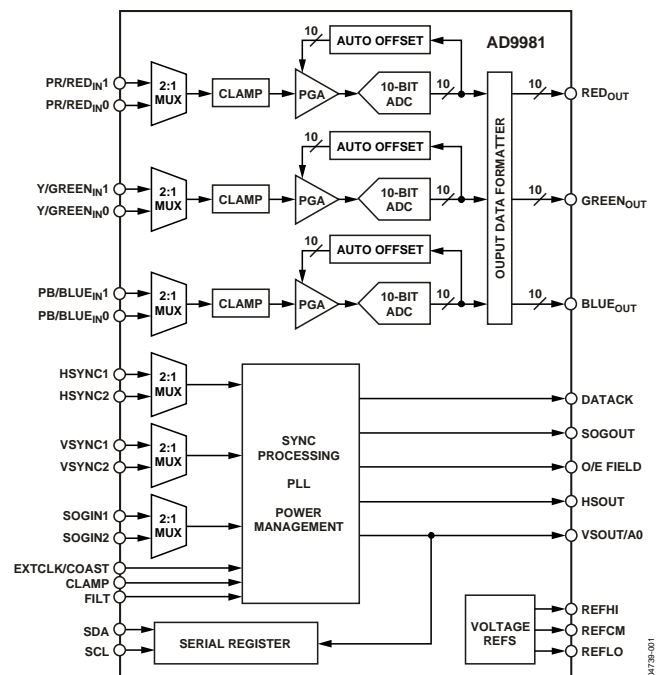 AD9981
10
AUTO OFFSET
PR/REDIN1
PR/REDIN0
2:1
MUX
CLAMP
PGA
10-BIT
ADC
10
10
REDOUT
10
AUTO OFFSET
Y/GREENIN1
Y/GREENIN0
2:1
MUX
CLAMP
PGA
10-BIT
ADC
10
10
GREENOUT
10
AUTO OFFSET
PB/BLUEIN1
PB/BLUEIN0
2:1
MUX
CLAMP
PGA
10-BIT
ADC
10
10
BLUEOUT
OUPUT DATA FORMATTER
HSYNC1
HSYNC2
2:1
MUX
VSYNC1
VSYNC2
2:1
MUX
SOGIN1
SOGIN2
2:1
MUX
EXTCLK/COAST
CLAMP
FILT
SYNC
PROCESSING
PLL
POWER
MANAGEMENT
DATACK
SOGOUT
O/E FIELD
HSOUT
VSOUT/A0
SDA
SCL
SERIAL REGISTER
VOLTAGE
REFS
REFHI
REFCM
REFLO
04739-001